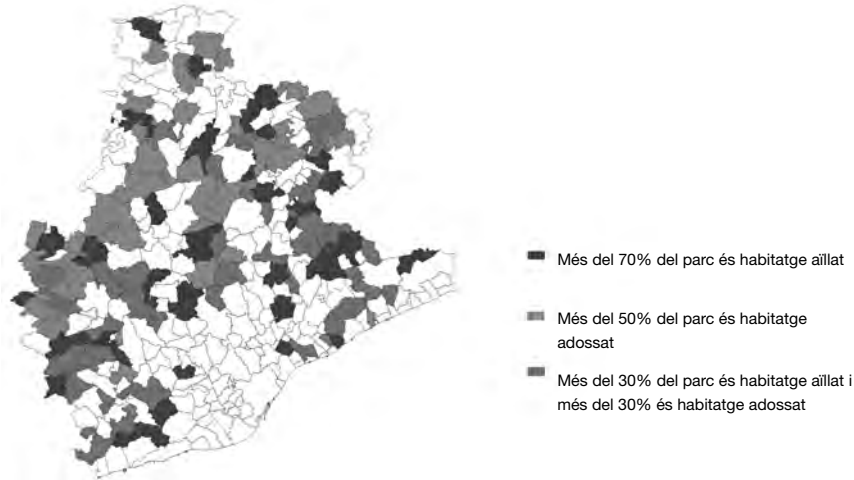 Més del 70% del parc és habitatge aïllat
Més del 50% del parc és habitatge
adossat
Més del 30% del parc és habitatge aïllat i
més del 30% és habitatge adossat